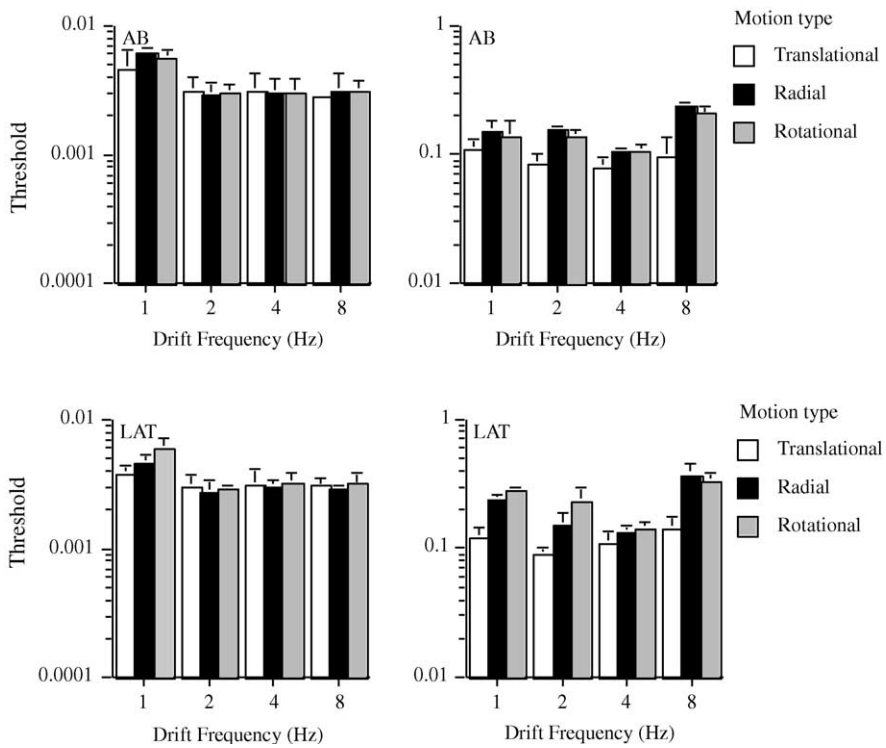 0.01
AB
0.001
0.0001
Threshold
1 2 4 8
Drift Frequency (Hz)
1
AB
0.1
0.01
1 2 4 8
Drift Frequency (Hz)
Motion type
Translational
Radial
Rotational
0.01
LAT
0.001
0.0001
Threshold
1 2 4 8
Drift Frequency (Hz)
1
LAT
0.1
0.01
1 2 4 8
Drift Frequency (Hz)
Motion type
Translational
Radial
Rotational